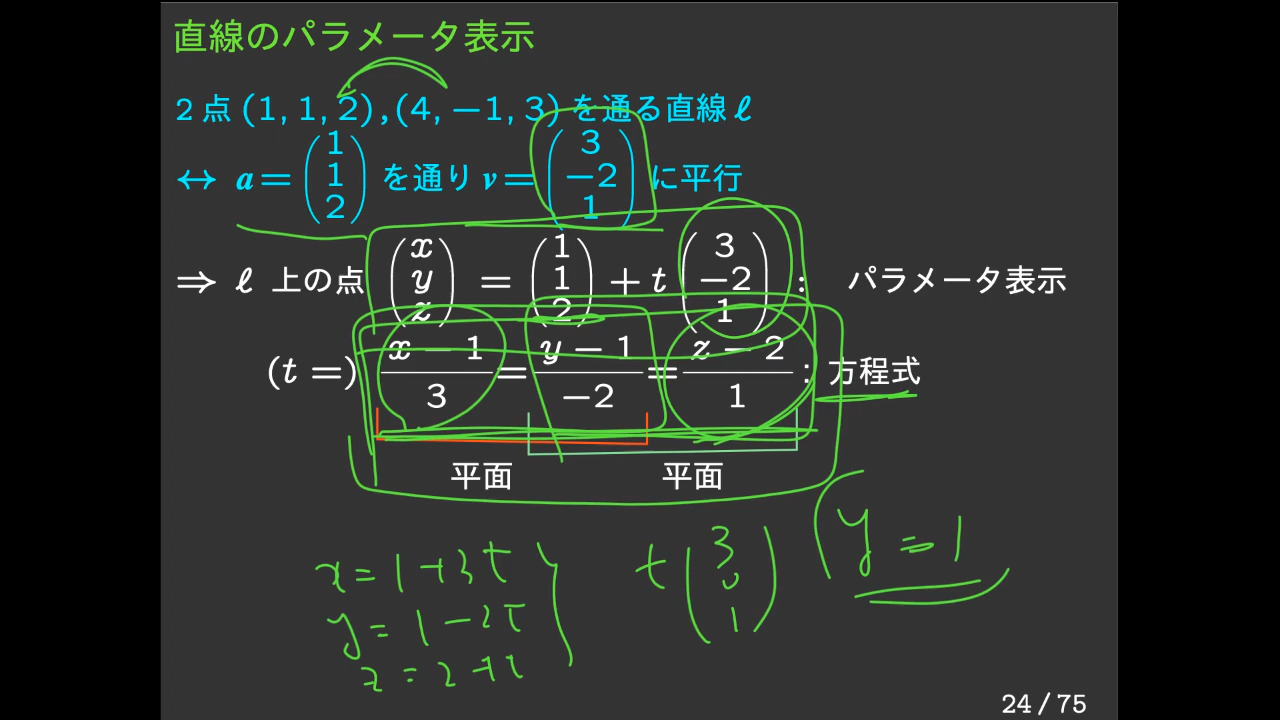 直線のパラメータ表示
2点(1, 1, 2),(4, −1, 3)を通る直線ℓ
↔ a=(1 1 2)を通りv=(3 −2 1)に平行
⇒ ℓ 上の点 (x y z) = (1 1 2) + t (3 −2 1) : パラメータ表示
(t =) x − 1 / 3 = y − 1 / −2 = z − 2 / 1 : 方程式
平面 平面
x = 1 + 3t
y = 1 − 2t
z = 2 + t
t (3 0 1)
y = 1
24 / 75